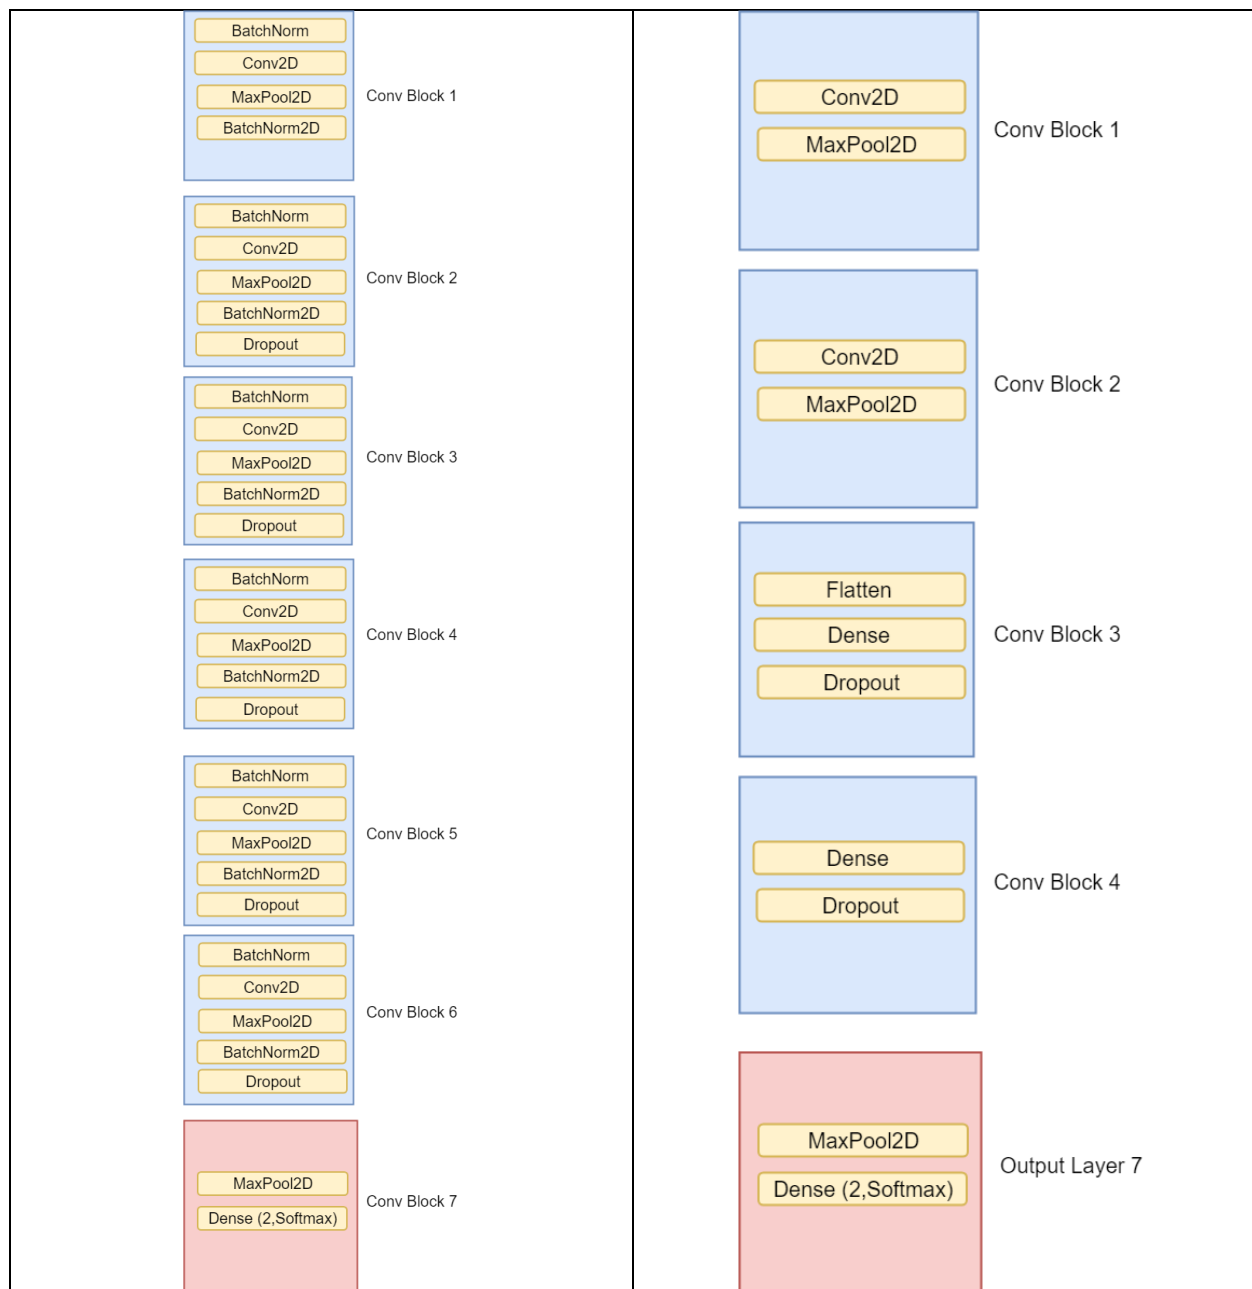 BatchNorm
Conv2D
MaxPool2D
BatchNorm2D
Conv Block 1
BatchNorm
Conv2D
MaxPool2D
BatchNorm2D
Dropout
Conv Block 2
BatchNorm
Conv2D
MaxPool2D
BatchNorm2D
Dropout
Conv Block 3
BatchNorm
Conv2D
MaxPool2D
BatchNorm2D
Dropout
Conv Block 4
BatchNorm
Conv2D
MaxPool2D
BatchNorm2D
Dropout
Conv Block 5
BatchNorm
Conv2D
MaxPool2D
BatchNorm2D
Dropout
Conv Block 6
MaxPool2D
Dense (2,Softmax)
Conv Block 7
Conv2D
MaxPool2D
Conv Block 1
Conv2D
MaxPool2D
Conv Block 2
Flatten
Dense
Dropout
Conv Block 3
Dense
Dropout
Conv Block 4
MaxPool2D
Dense (2,Softmax)
Output Layer 7